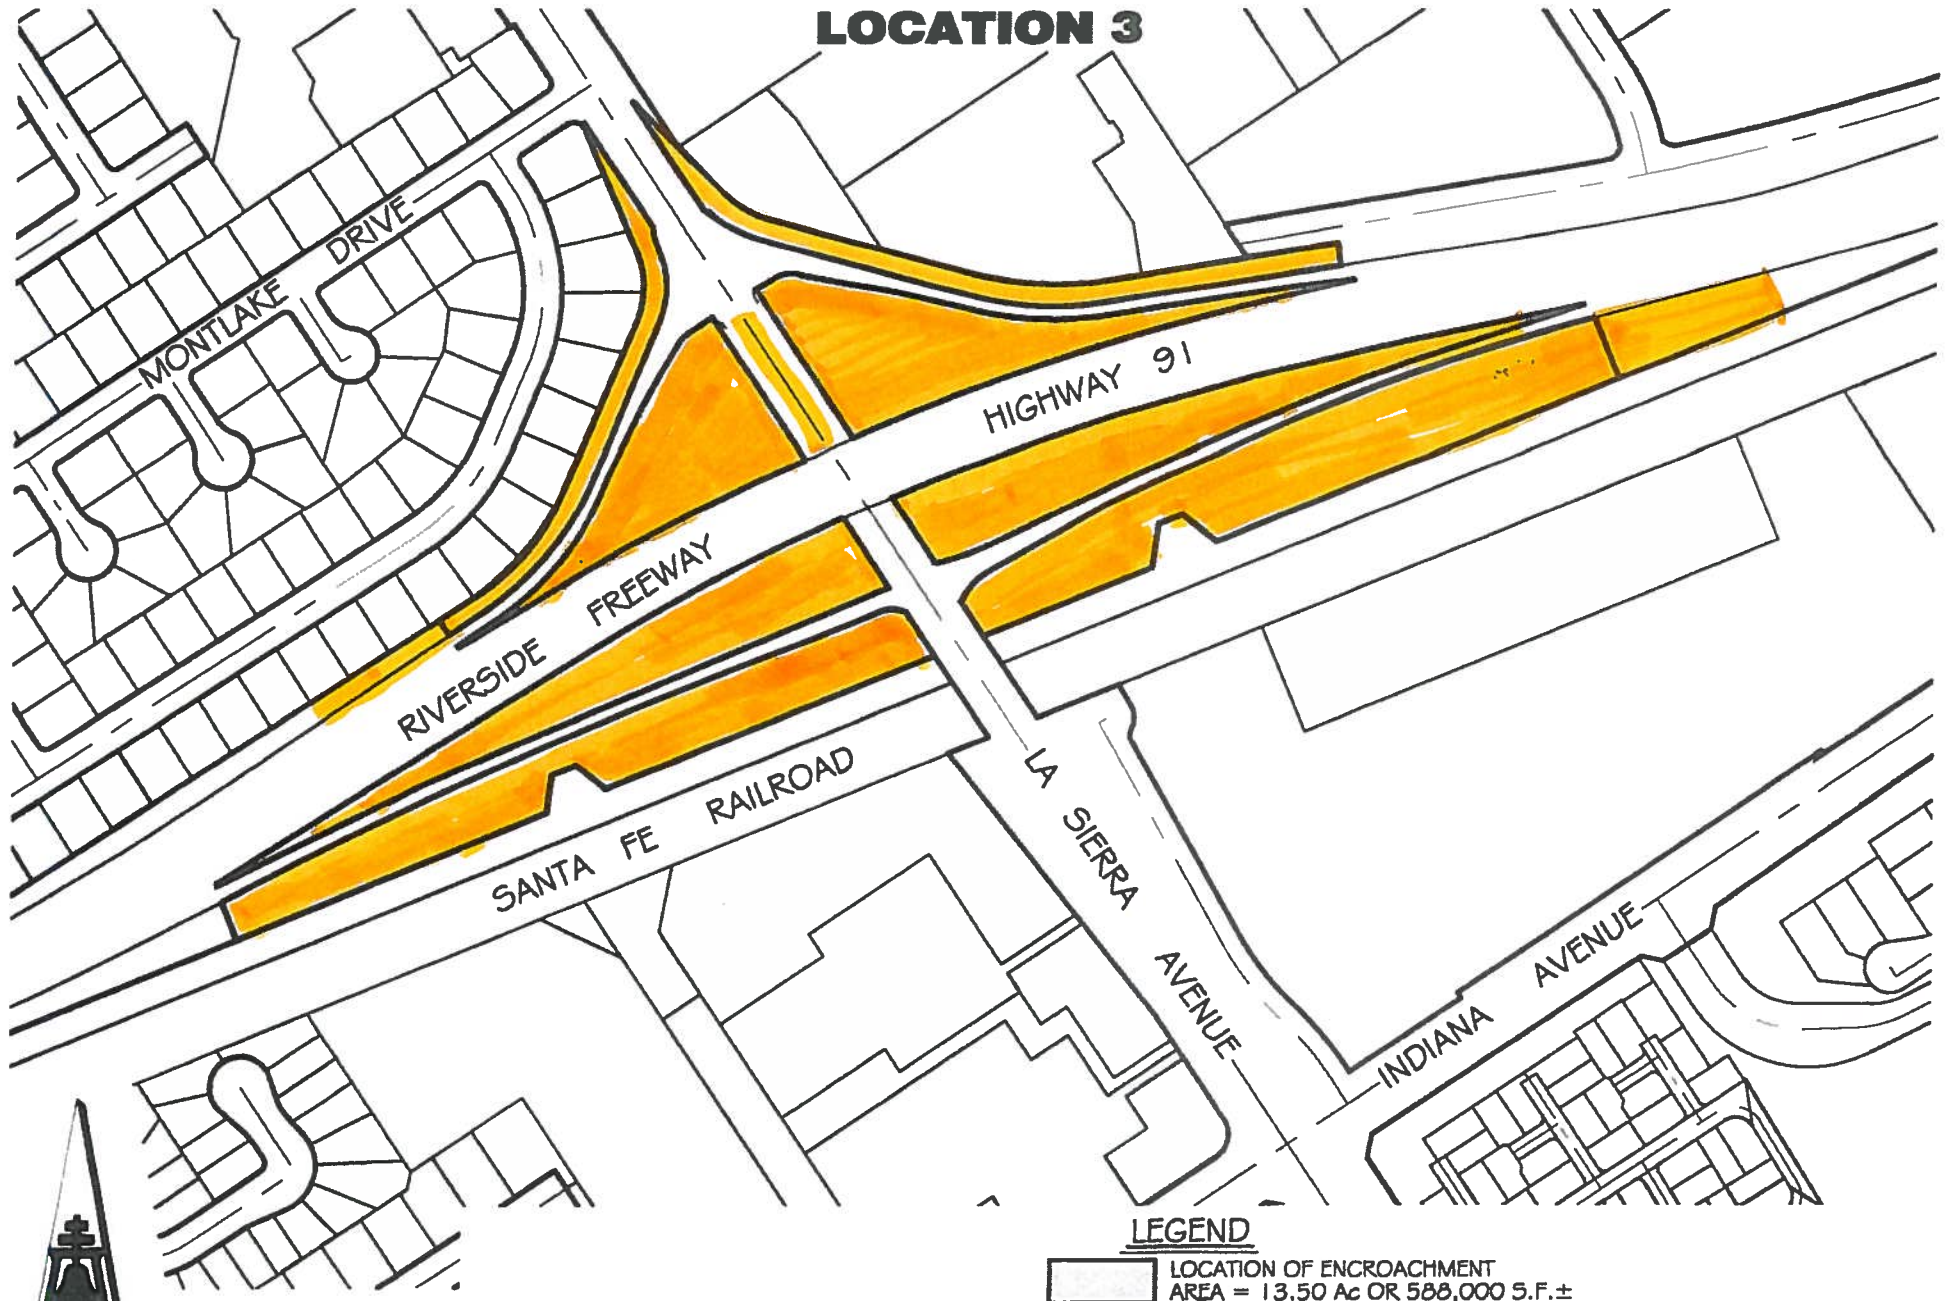 LOCATION 3
MONTLAKE DRIVE
HIGHWAY 91
RIVERSIDE FREEWAY
SANTA FE RAILROAD
LA SIERRA AVENUE
INDIANA AVENUE
LEGEND
LOCATION OF ENCROACHMENT
AREA = 13.50 Ac OR 588,000 S.F.±